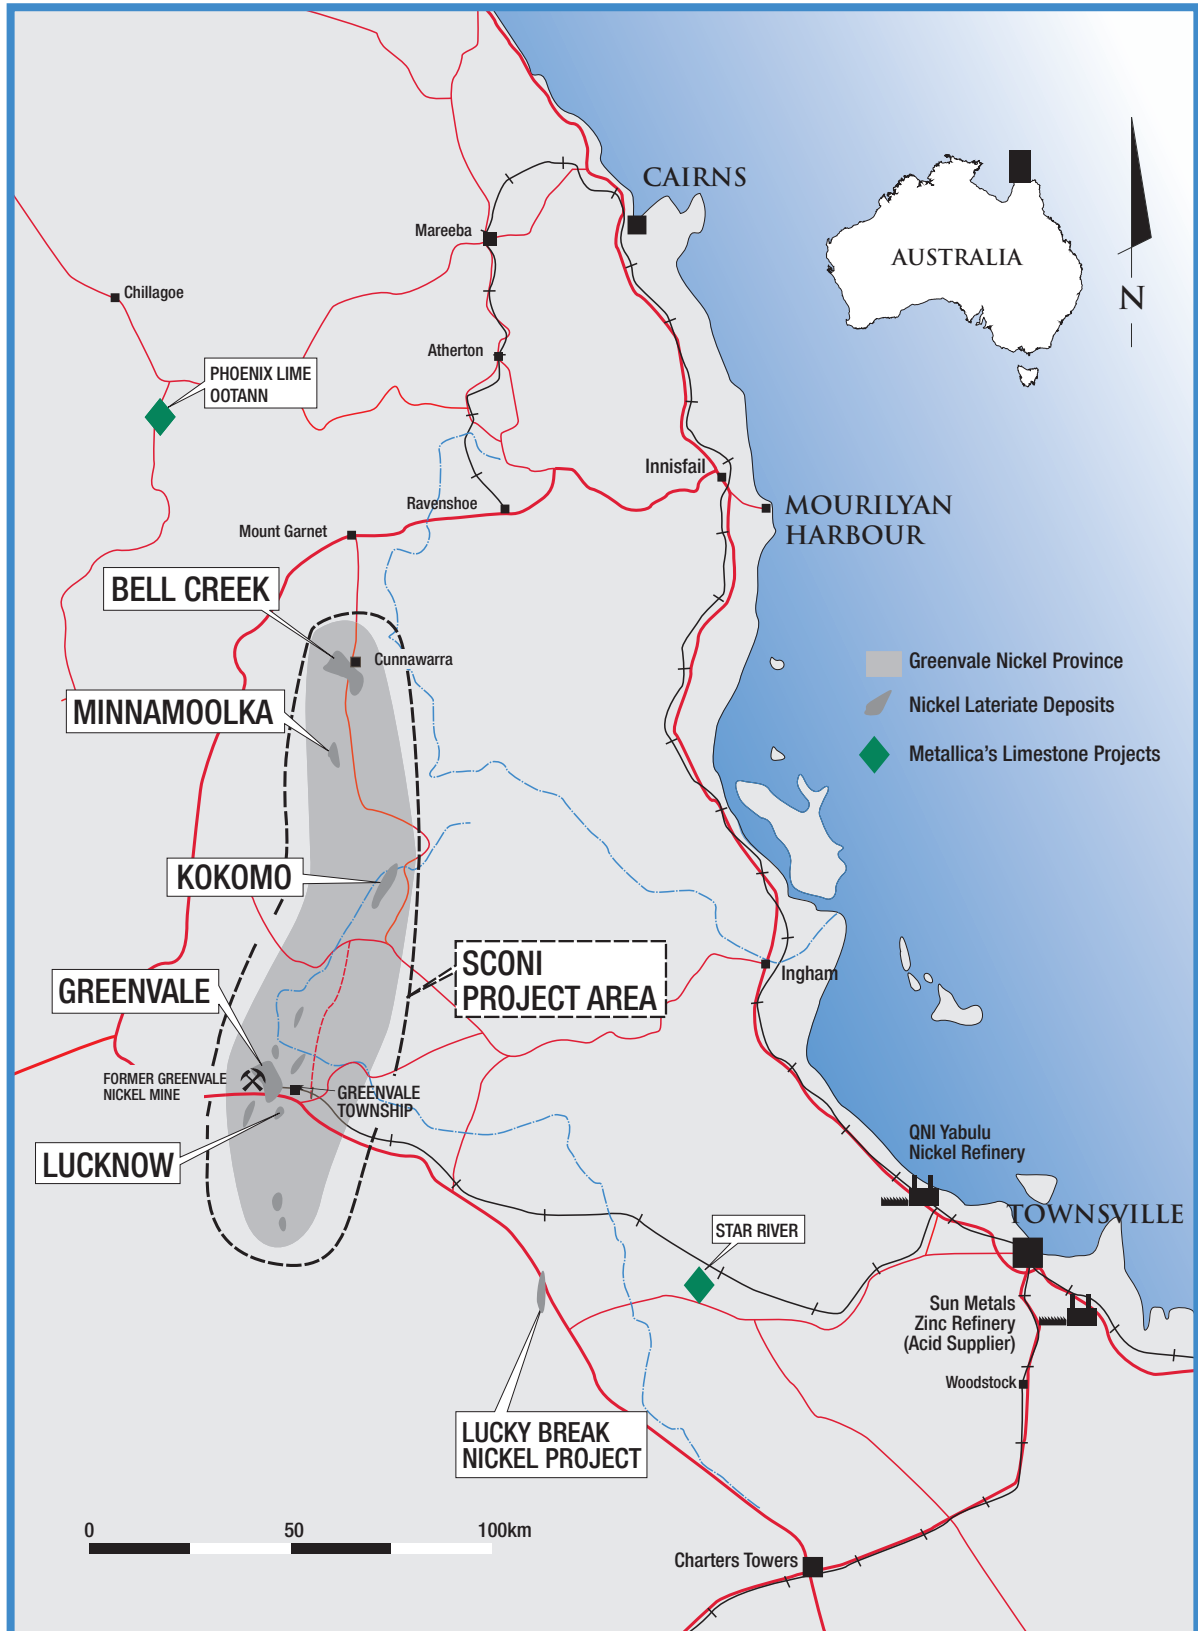 CAIRNS
Mareeba
AUSTRALIA
Chillagoe
N
Atherton
PHOENIX LIME
OOTANN
Innisfail
Ravenshoe
MOURILYAN
HARBOUR
Mount Garnet
BELL CREEK
Cunnawarra
Greenvale Nickel Province
MINNAMOOLKA
Nickel Lateriate Deposits
Metallica's Limestone Projects
KOKOMO
SCONI
PROJECT AREA
Ingham
GREENVALE
FORMER GREENVALE
NICKEL MINE
GREENVALE
TOWNSHIP
LUCKNOW
QNI Yabulu
Nickel Refinery
TOWNSVILLE
STAR RIVER
Sun Metals
Zinc Refinery
(Acid Supplier)
Woodstock
LUCKY BREAK
NICKEL PROJECT
0 50 100km
Charters Towers